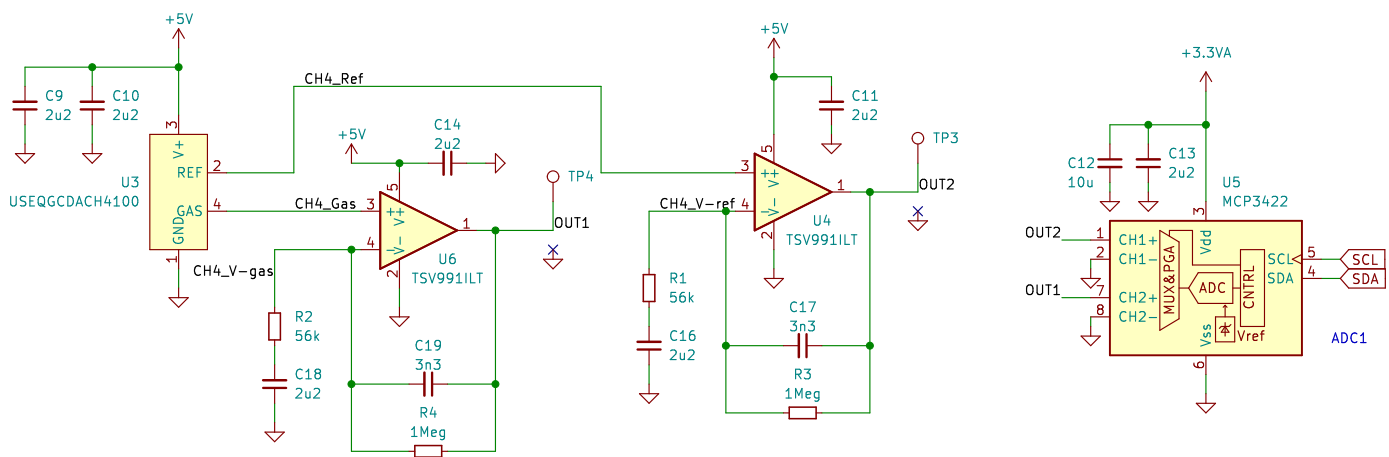 +5V
C9
2u2
C10
2u2
3
V+
U3
USEQGCDACH4100
REF
2
GAS
4
GND
1
CH4_Ref
CH4_Gas
CH4_V-gas
+5V
C14
2u2
5
3
+
V+
4
-
V-
2
1
U6
TSV991ILT
OUT1
TP4
R2
56k
C18
2u2
C19
3n3
R4
1Meg
+5V
C11
2u2
5
3
+
V+
CH4_V-ref
4
-
V-
2
1
U4
TSV991ILT
OUT2
TP3
R1
56k
C16
2u2
C17
3n3
R3
1Meg
+3.3VA
C12
10u
C13
2u2
U5
MCP3422
3
Vdd
OUT2
1
CH1+
2
CH1-
OUT1
7
CH2+
8
CH2-
MUX&PGA
ADC
CNTRL
Vref
Vss
6
SCL
5
SCL
SDA
4
SDA
ADC1